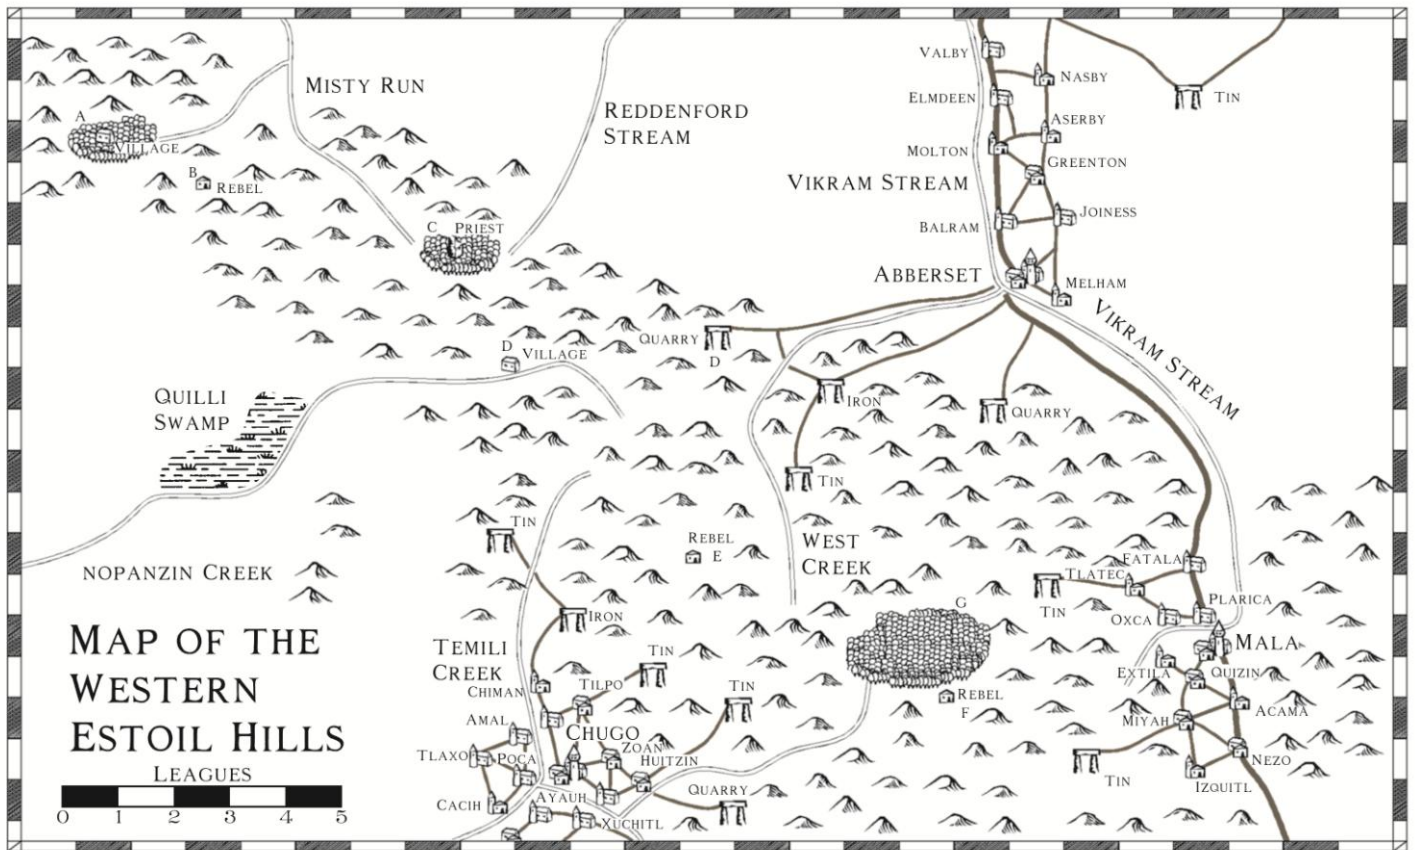 VALBY
NASBY
MISTY RUN
ELMDEEN
TIN
REDDENFORD
STREAM
A
ASERBY
VILLAGE
MOLTON
GREENTON
B
REBEL
VIKRAM STREAM
C PRIEST
JOINESS
BALRAM
ABBERSET
MELHAM
VIKRAM STREAM
QUARRY
D
D
VILLAGE
QUILLI
SWAMP
IRON
QUARRY
TIN
TIN
REBEL
E
WEST
CREEK
NOPANZIN CREEK
FATALA
TLATEC
TIN
PLARICA
OXCA
G
MAP OF THE
WESTERN
ESTOIL HILLS
IRON
TEMILI
CREEK
MALA
TIN
EXTILA
QUIZIN
CHIMAN
TILPO
TIN
REBEL
F
ACAMA
AMAL
MIYAH
CHUGO
ZOAN
TLAXO
POCA
HUITZIN
NEZO
TIN
IZQUITL
QUARRY
CACIH
AYAUH
XUCHITL
LEAGUES
0 1 2 3 4 5